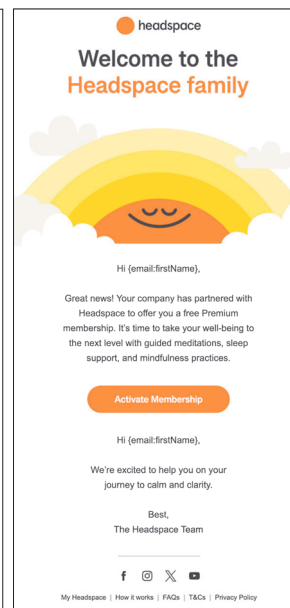 headspace
Welcome to the
Headspace family
Hi {email:firstName},
Great news! Your company has partnered with
Headspace to offer you a free Premium
membership. It's time to take your well-being to
the next level with guided meditations, sleep
support, and mindfulness practices.
Activate Membership
Hi {email:firstName},
We're excited to help you on your
journey to calm and clarity.
Best,
The Headspace Team
My Headspace | How it works | FAQs | T&Cs | Privacy Policy